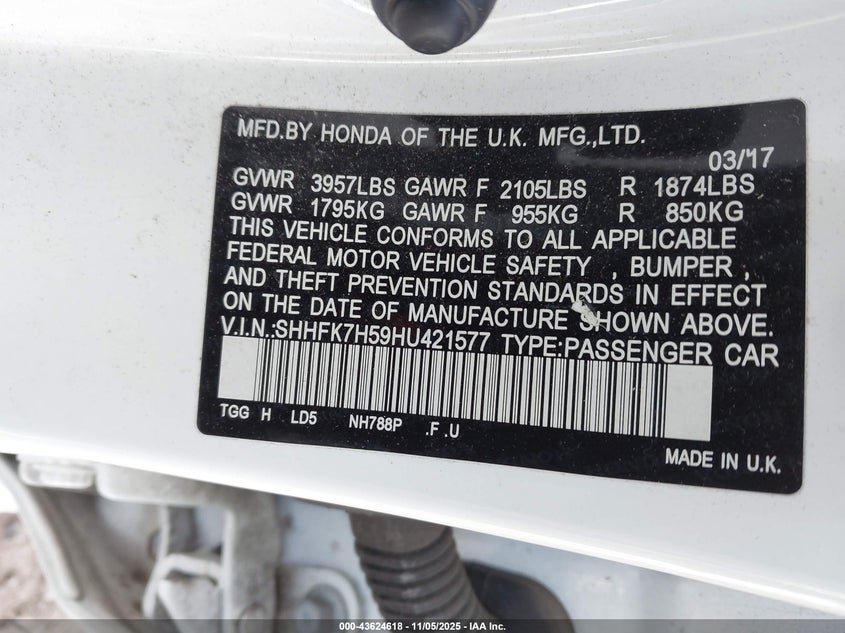 MFD.BY HONDA OF THE U.K. MFG.,LTD.
03/'17
GVWR 3957LBS GAWR F 2105LBS R 1874LBS
GVWR 1795KG GAWR F 955KG R 850KG
THIS VEHICLE CONFORMS TO ALL APPLICABLE
FEDERAL MOTOR VEHICLE SAFETY , BUMPER ,
AND THEFT PREVENTION STANDARDS IN EFFECT
ON THE DATE OF MANUFACTURE SHOWN ABOVE.
V.I.N.:SHHFK7H59HU421577 TYPE:PASSENGER CAR
TGG H LD5 NH788P .F .U
MADE IN U.K.
000-43624618 - 11/05/2025 - IAA Inc.